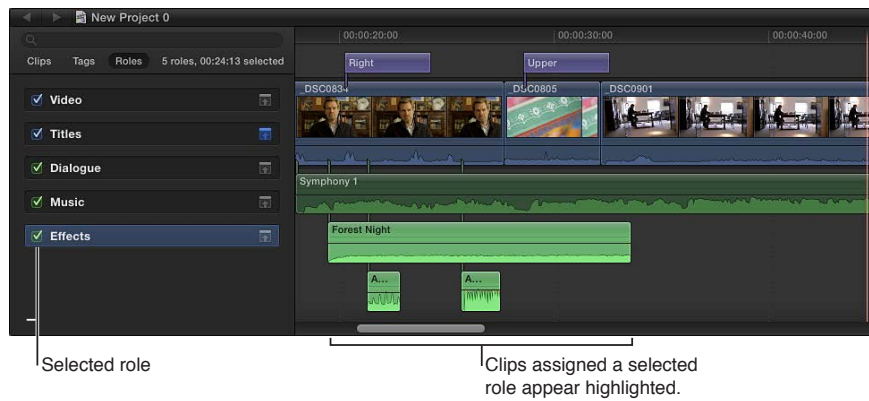 New Project 0
Clips Tags Roles 5 roles, 00:24:13 selected
00:00:20:00 00:00:30:00 00:00:40:00
Right Upper
Video
Titles
Dialogue
Music
Effects
_DSC0834 _DSC0805 _DSC0901
Symphony 1
Forest Night
A... A...
Selected role
Clips assigned a selected
role appear highlighted.